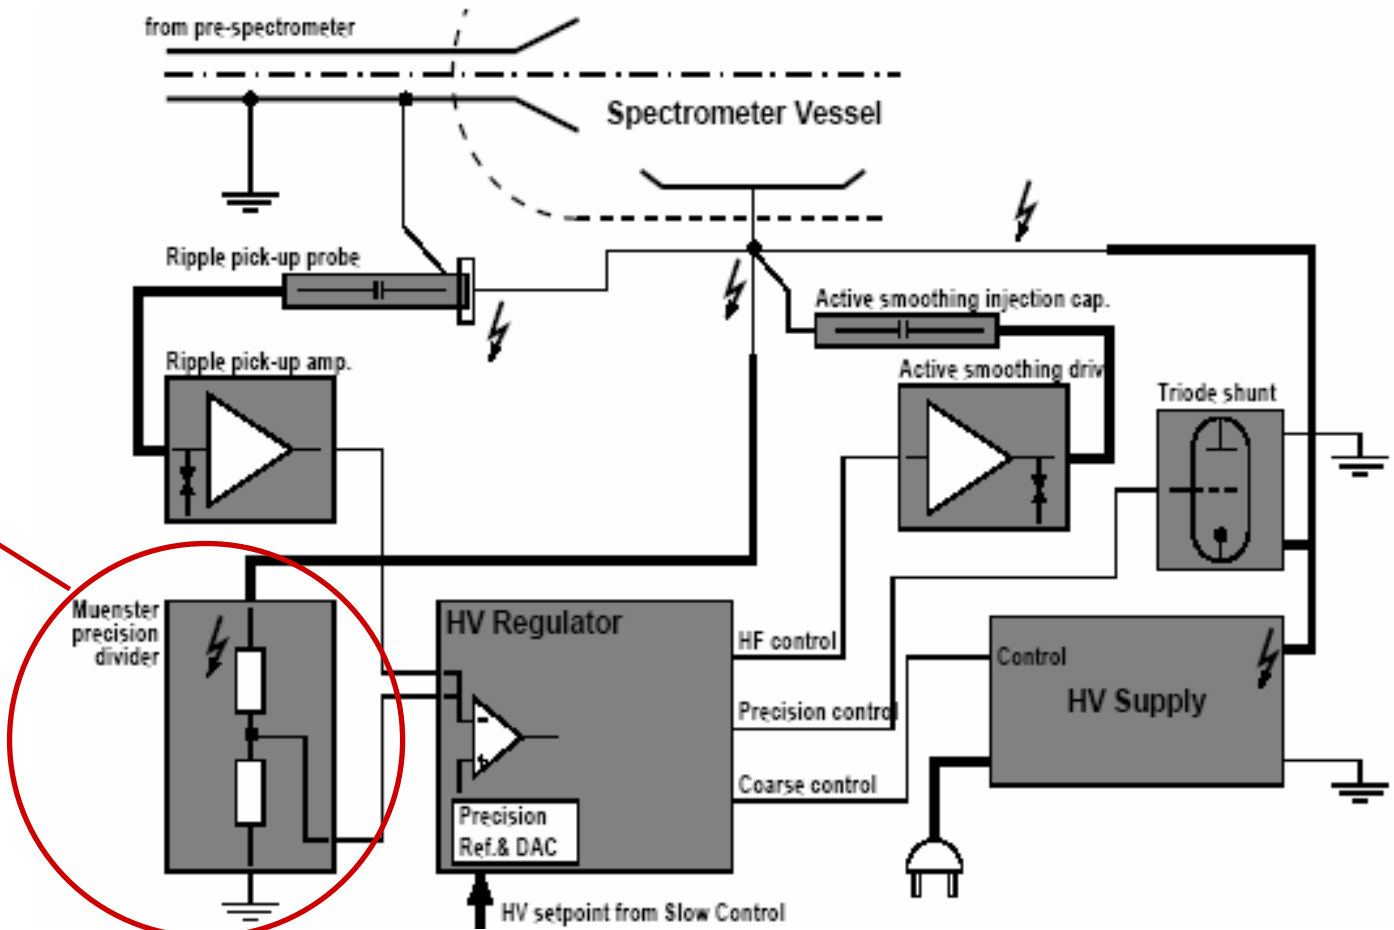 from pre-spectrometer
Spectrometer Vessel
Ripple pick-up probe
Active smoothing injection cap.
Ripple pick-up amp.
Active smoothing driv
Triode shunt
Muenster
precision
divider
HV Regulator
HF control
Control
HV Supply
Precision control
Coarse control
-
+
Precision
Ref.& DAC
HV setpoint from Slow Control